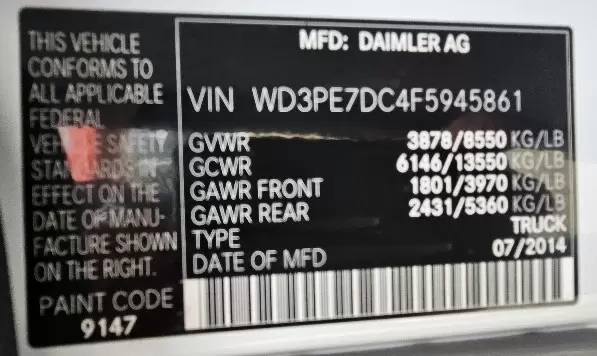 THIS VEHICLE
CONFORMS TO
ALL APPLICABLE
FEDERAL
VEHICLE SAFETY
STANDARDS IN
EFFECT ON THE
DATE OF MANU-
FACTURE SHOWN
ON THE RIGHT.
PAINT CODE
9147
MFD: DAIMLER AG
VIN WD3PE7DC4F5945861
GVWR 3878/8550 KG/LB
GCWR 6146/13550 KG/LB
GAWR FRONT 1801/3970 KG/LB
GAWR REAR 2431/5360 KG/LB
TYPE TRUCK
DATE OF MFD 07/2014